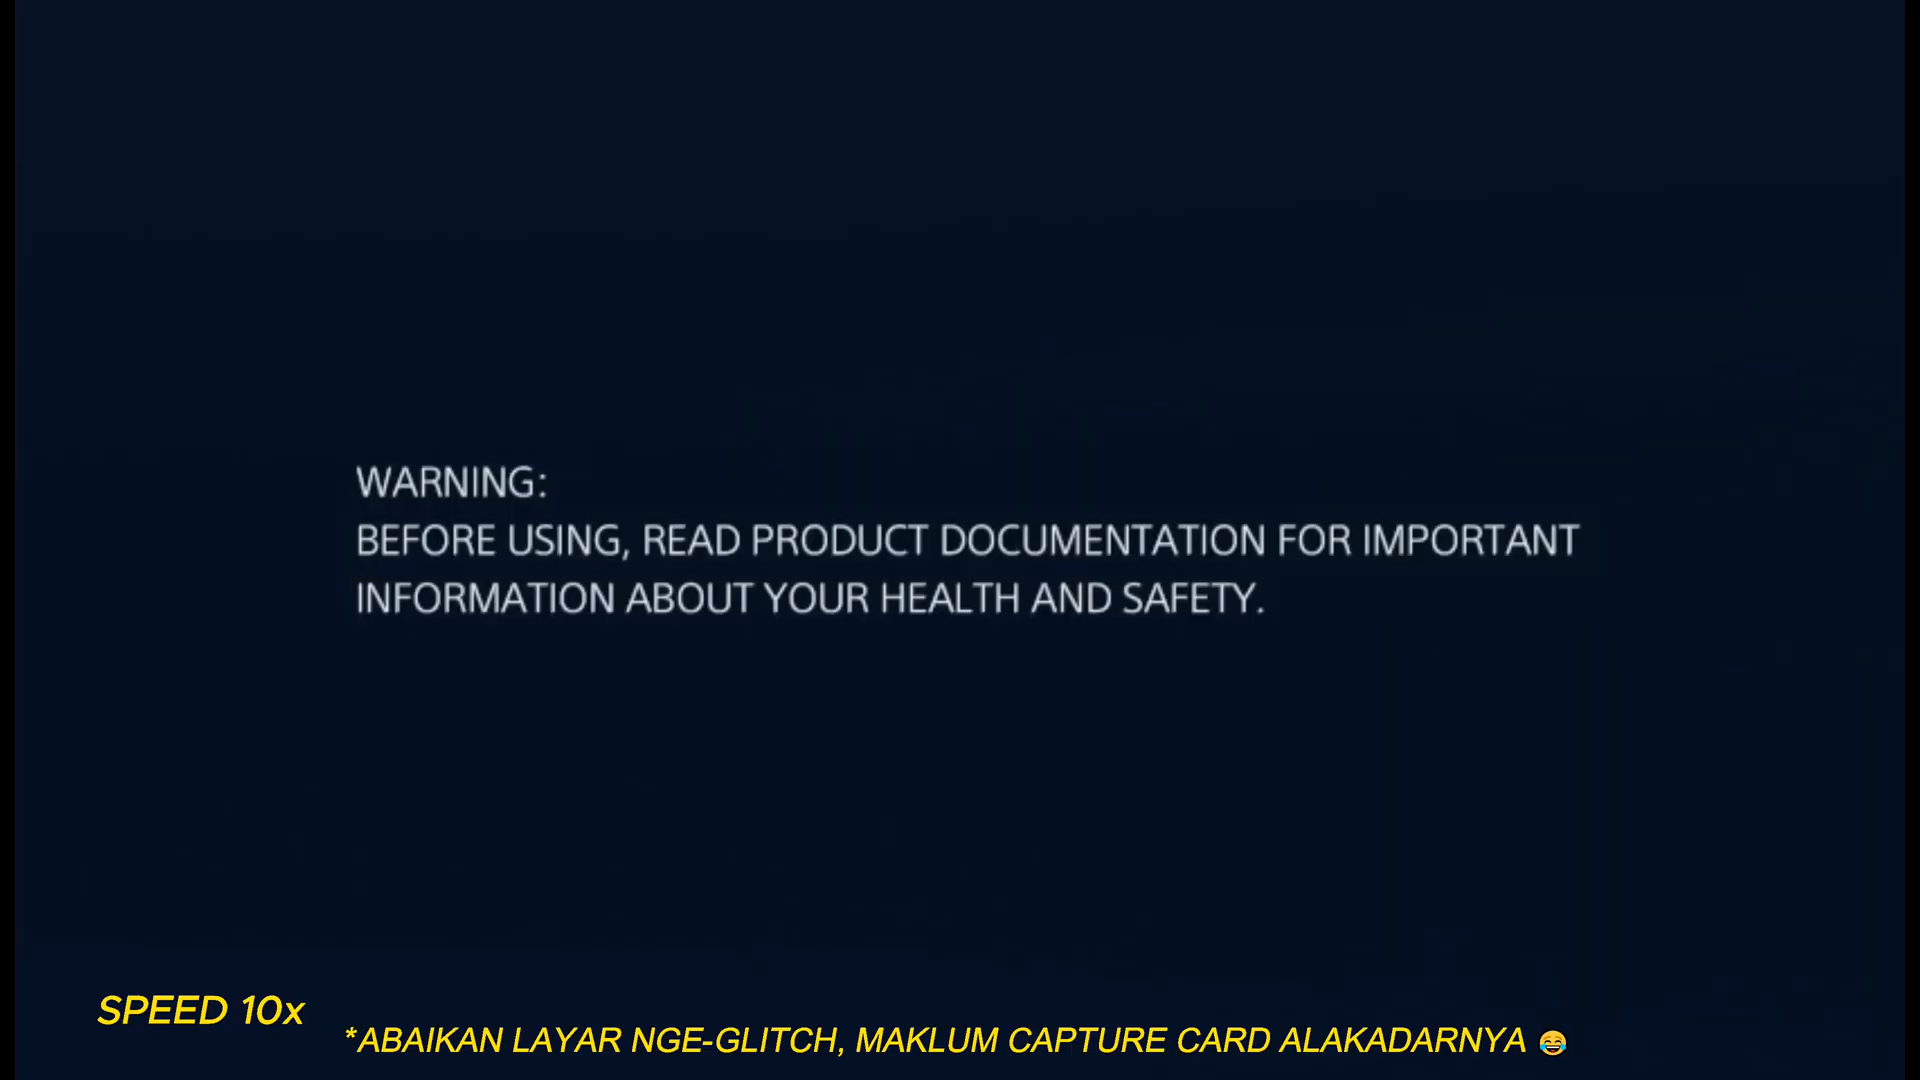 WARNING:
BEFORE USING, READ PRODUCT DOCUMENTATION FOR IMPORTANT
INFORMATION ABOUT YOUR HEALTH AND SAFETY.
SPEED 10x
*ABAIKAN LAYAR NGE-GLITCH, MAKLUM CAPTURE CARD ALAKADARNYA 😂